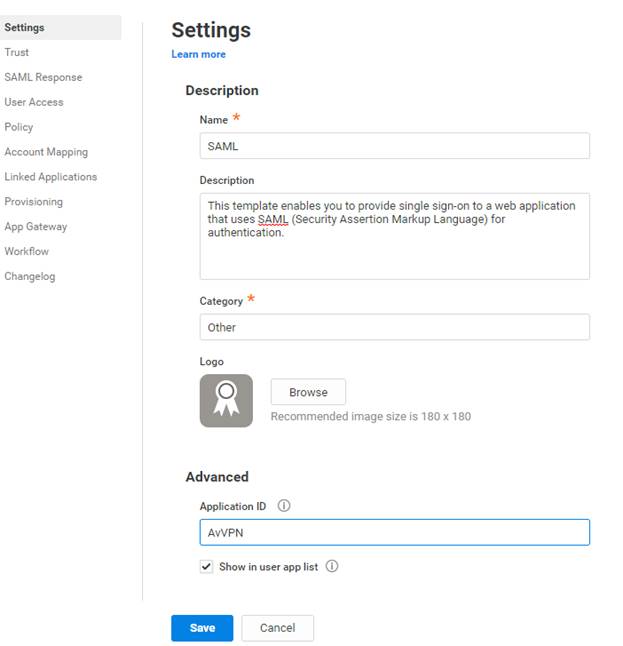 Settings
Trust
SAML Response
User Access
Policy
Account Mapping
Linked Applications
Provisioning
App Gateway
Workflow
Changelog
Settings
Learn more
Description
Name *
SAML
Description
This template enables you to provide single sign-on to a web application
that uses SAML (Security Assertion Markup Language) for
authentication.
Category *
Other
Logo
Browse
Recommended image size is 180 x 180
Advanced
Application ID
AvVPN
Show in user app list
Save Cancel